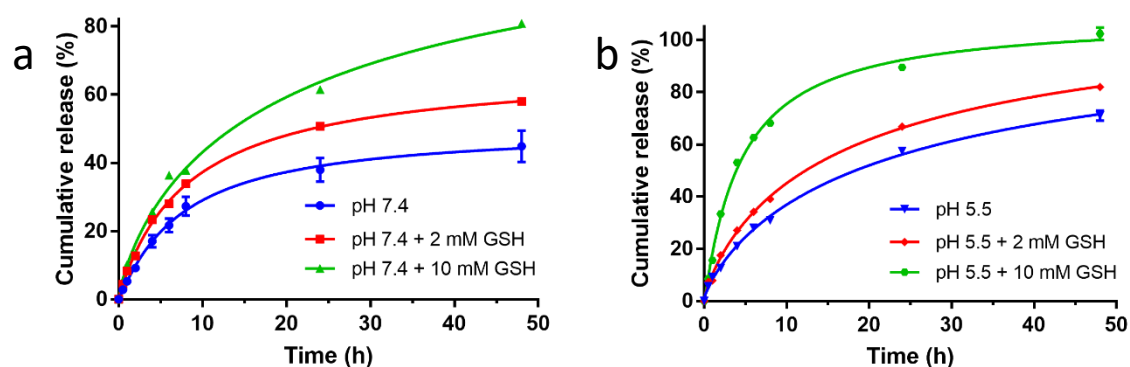 a
Cumulative release (%)
80
60
40
20
0
0 10 20 30 40 50
Time (h)
pH 7.4
pH 7.4 + 2 mM GSH
pH 7.4 + 10 mM GSH
b
Cumulative release (%)
100
80
60
40
20
0
0 10 20 30 40 50
Time (h)
pH 5.5
pH 5.5 + 2 mM GSH
pH 5.5 + 10 mM GSH